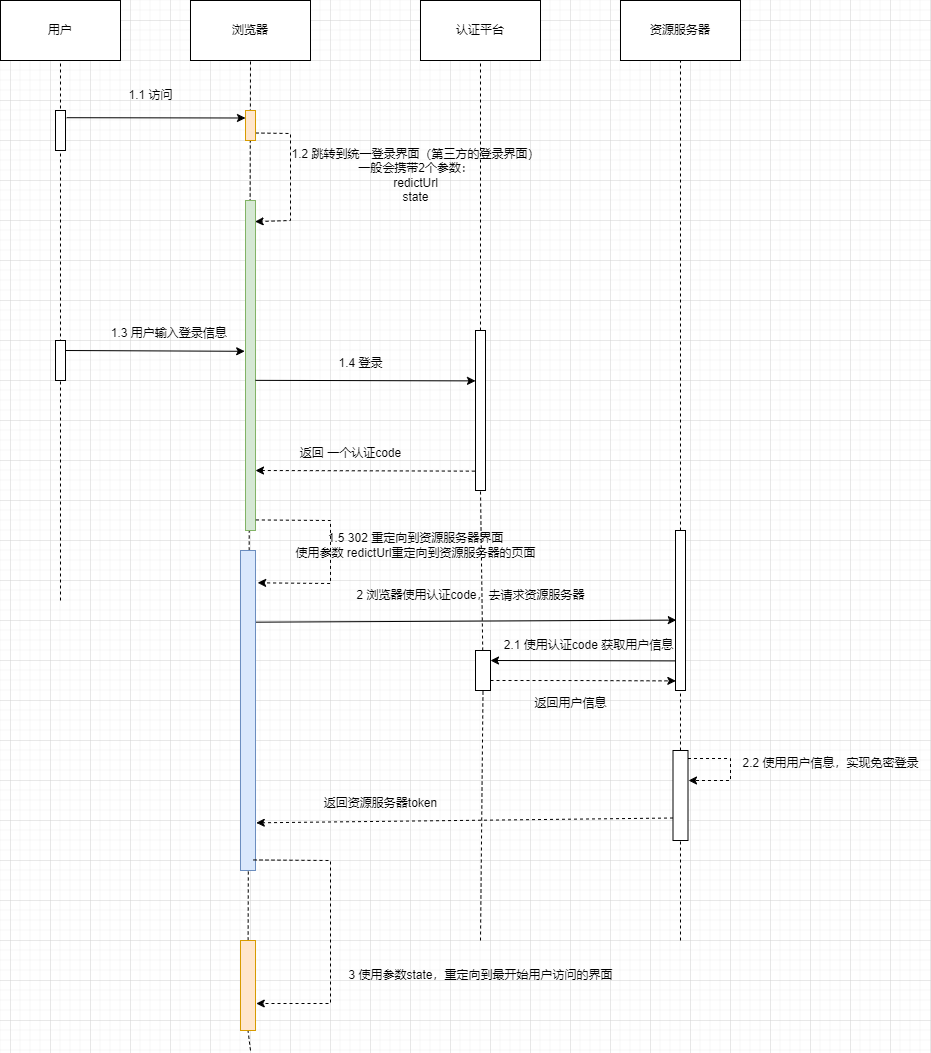 用户
浏览器
认证平台
资源服务器
1.1 访问
1.2 跳转到统一登录界面（第三方的登录界面）
一般会携带2个参数：
redictUrl
state
1.3 用户输入登录信息
1.4 登录
返回 一个认证code
1.5 302 重定向到资源服务器界面
使用参数 redictUrl重定向到资源服务器的页面
2 浏览器使用认证code，去请求资源服务器
2.1 使用认证code 获取用户信息
返回用户信息
2.2 使用用户信息，实现免密登录
返回资源服务器token
3 使用参数state，重定向到最开始用户访问的界面